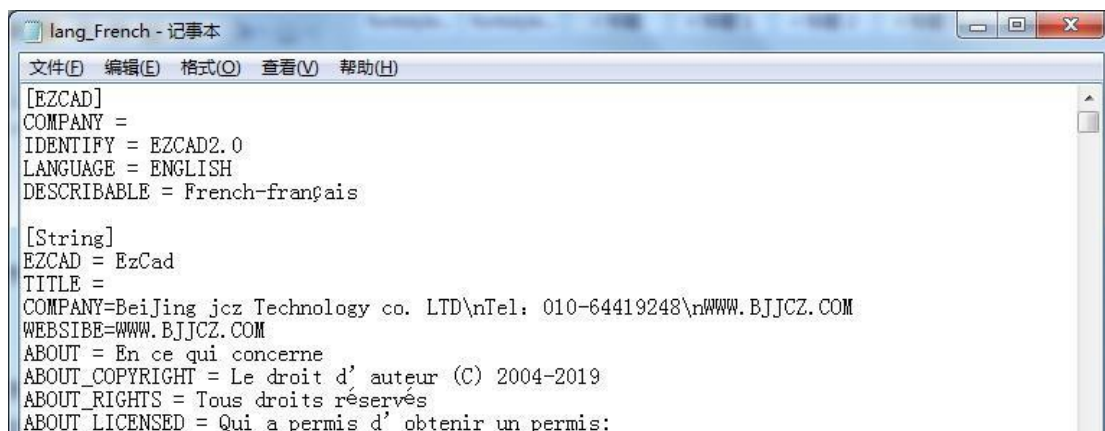 lang_French - 记事本
文件(F) 编辑(E) 格式(O) 查看(V) 帮助(H)
[EZCAD]
COMPANY =
IDENTIFY = EZCAD2.0
LANGUAGE = ENGLISH
DESCRIBABLE = French-français
[String]
EZCAD = EzCad
TITLE =
COMPANY=BeiJing jcz Technology co. LTD\nTel：010-64419248\nWWW.BJJCZ.COM
WEBSIBE=WWW.BJJCZ.COM
ABOUT = En ce qui concerne
ABOUT_COPYRIGHT = Le droit d’auteur (C) 2004-2019
ABOUT_RIGHTS = Tous droits réservés
ABOUT_LICENSED = Qui a permis d’obtenir un permis: